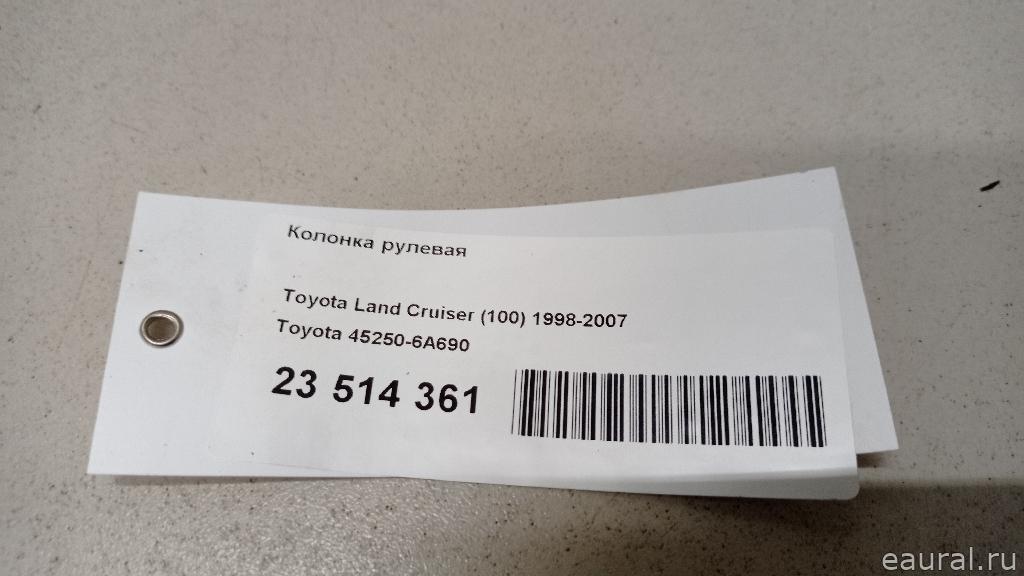 Колонка рулевая
Toyota Land Cruiser (100) 1998-2007
Toyota 45250-6A690
23 514 361
eaural.ru